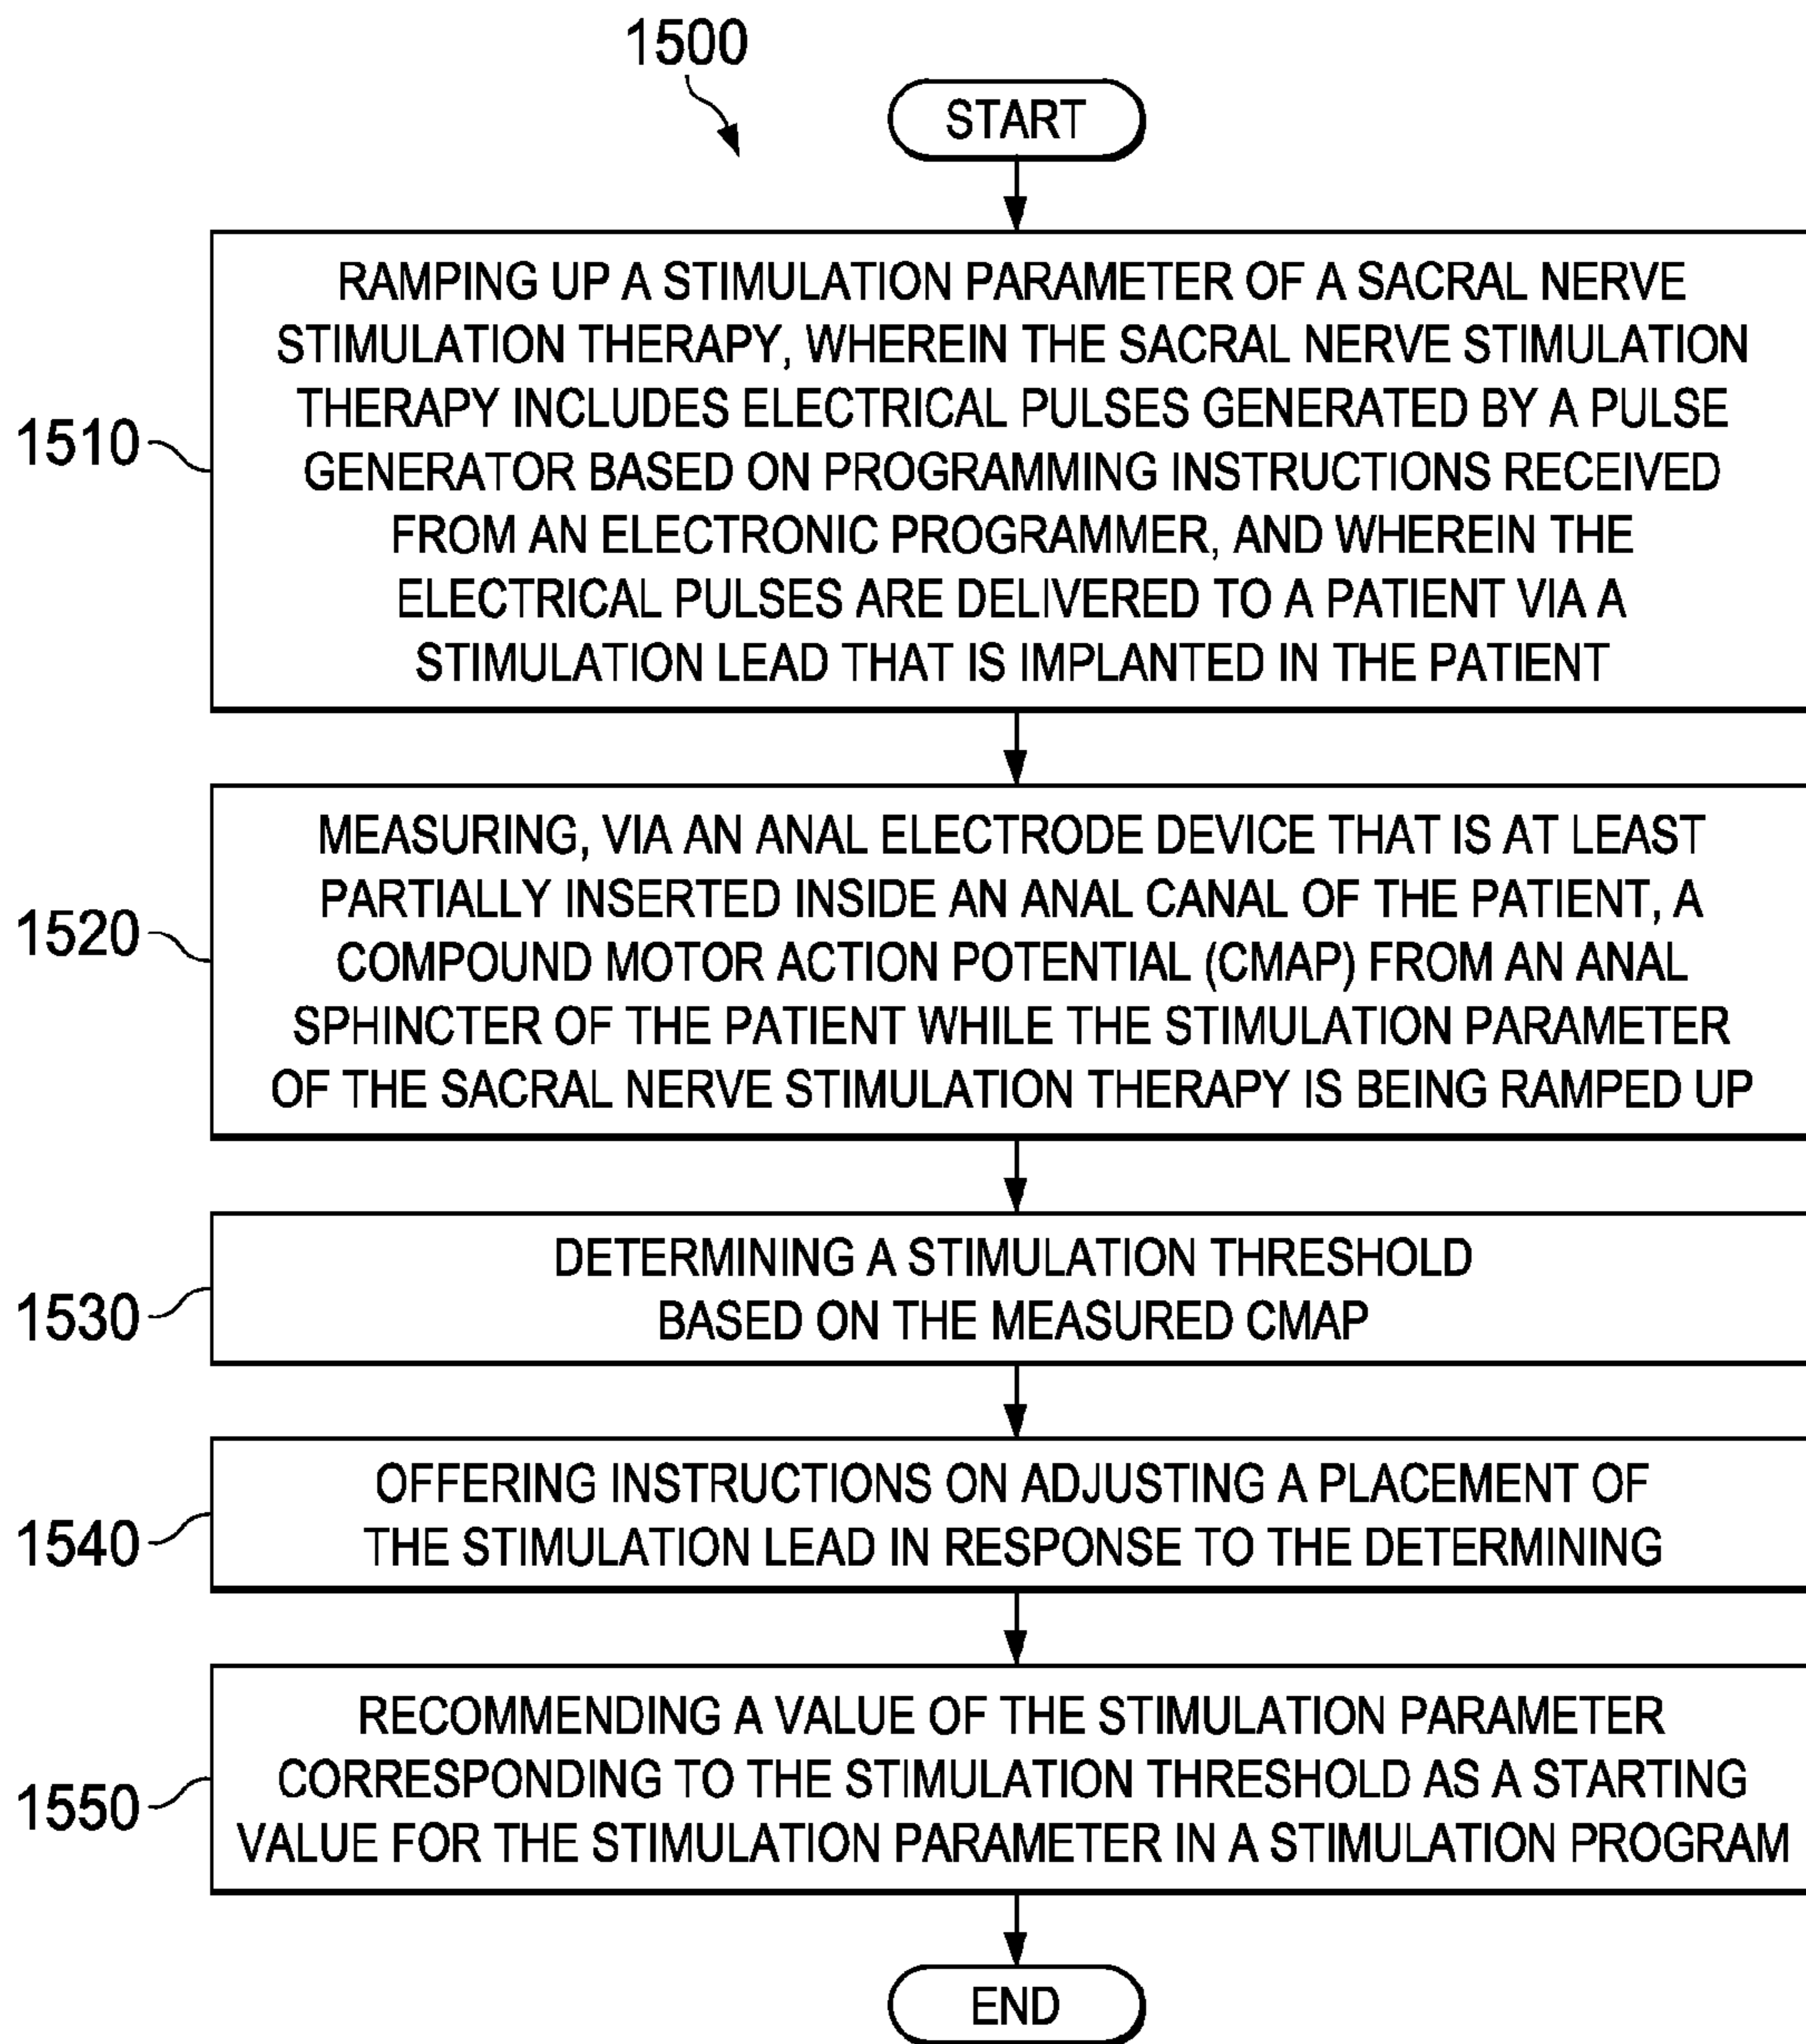 1500
START
1510
RAMPING UP A STIMULATION PARAMETER OF A SACRAL NERVE
STIMULATION THERAPY, WHEREIN THE SACRAL NERVE STIMULATION
THERAPY INCLUDES ELECTRICAL PULSES GENERATED BY A PULSE
GENERATOR BASED ON PROGRAMMING INSTRUCTIONS RECEIVED
FROM AN ELECTRONIC PROGRAMMER, AND WHEREIN THE
ELECTRICAL PULSES ARE DELIVERED TO A PATIENT VIA A
STIMULATION LEAD THAT IS IMPLANTED IN THE PATIENT
1520
MEASURING, VIA AN ANAL ELECTRODE DEVICE THAT IS AT LEAST
PARTIALLY INSERTED INSIDE AN ANAL CANAL OF THE PATIENT, A
COMPOUND MOTOR ACTION POTENTIAL (CMAP) FROM AN ANAL
SPHINCTER OF THE PATIENT WHILE THE STIMULATION PARAMETER
OF THE SACRAL NERVE STIMULATION THERAPY IS BEING RAMPED UP
1530
DETERMINING A STIMULATION THRESHOLD
BASED ON THE MEASURED CMAP
1540
OFFERING INSTRUCTIONS ON ADJUSTING A PLACEMENT OF
THE STIMULATION LEAD IN RESPONSE TO THE DETERMINING
1550
RECOMMENDING A VALUE OF THE STIMULATION PARAMETER
CORRESPONDING TO THE STIMULATION THRESHOLD AS A STARTING
VALUE FOR THE STIMULATION PARAMETER IN A STIMULATION PROGRAM
END